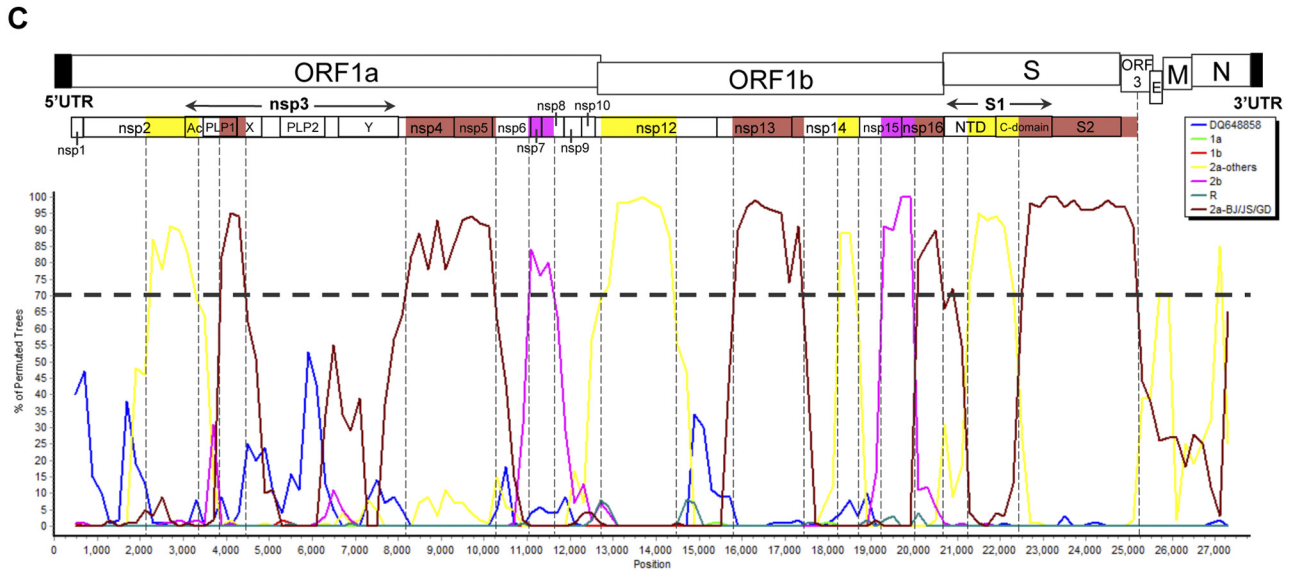 C
ORF1a ORF1b S ORF 3 E M N
5'UTR nsp3 nsp8 nsp10 S1 3'UTR
nsp2 Ac PLP1 X PLP2 Y nsp4 nsp5 nsp6 nsp12 nsp13 nsp14 nsp15 nsp16 NTD C-domain S2
nsp1 nsp7 nsp9
DQ648858
1a
1b
2a-others
2b
R
2a-BJ/JS/GD
% of Permuted Trees
100
95
90
85
80
75
70
65
60
55
50
45
40
35
30
25
20
15
10
5
0
0 1,000 2,000 3,000 4,000 5,000 6,000 7,000 8,000 9,000 10,000 11,000 12,000 13,000 14,000 15,000 16,000 17,000 18,000 19,000 20,000 21,000 22,000 23,000 24,000 25,000 26,000 27,000
Position